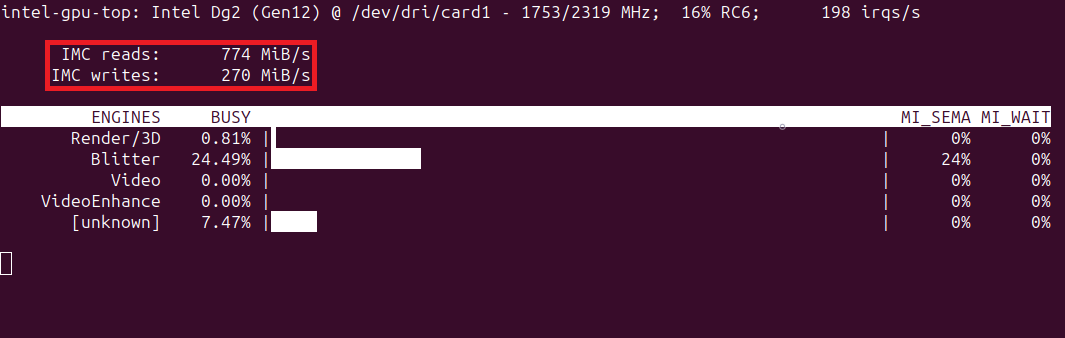 intel-gpu-top: Intel Dg2 (Gen12) @ /dev/dri/card1 - 1753/2319 MHz; 16% RC6; 198 irqs/s
IMC reads: 774 MiB/s
IMC writes: 270 MiB/s
ENGINES BUSY MI_SEMA MI_WAIT
Render/3D 0.81% | | 0% 0%
Blitter 24.49% | | 24% 0%
Video 0.00% | | 0% 0%
VideoEnhance 0.00% | | 0% 0%
[unknown] 7.47% | | 0% 0%